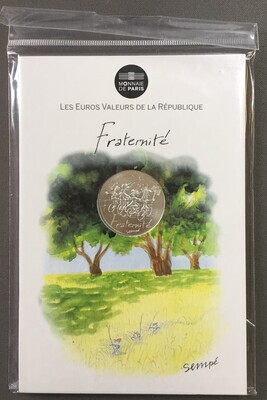 MONNAIE
DE PARIS
LES EUROS VALEURS DE LA RÉPUBLIQUE
Fraternité
Fraternité
sempé